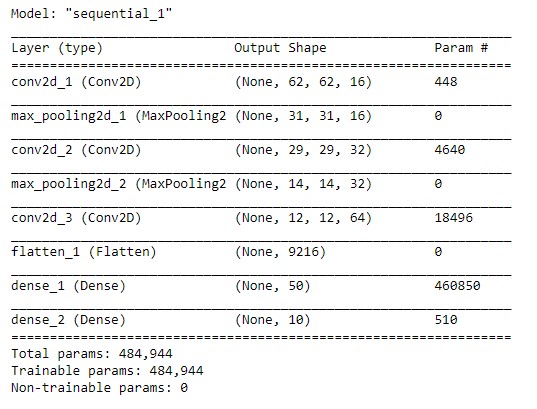 Model: "sequential_1"
Layer (type) Output Shape Param #
conv2d_1 (Conv2D) (None, 62, 62, 16) 448
max_pooling2d_1 (MaxPooling2 (None, 31, 31, 16) 0
conv2d_2 (Conv2D) (None, 29, 29, 32) 4640
max_pooling2d_2 (MaxPooling2 (None, 14, 14, 32) 0
conv2d_3 (Conv2D) (None, 12, 12, 64) 18496
flatten_1 (Flatten) (None, 9216) 0
dense_1 (Dense) (None, 50) 460850
dense_2 (Dense) (None, 10) 510
Total params: 484,944
Trainable params: 484,944
Non-trainable params: 0